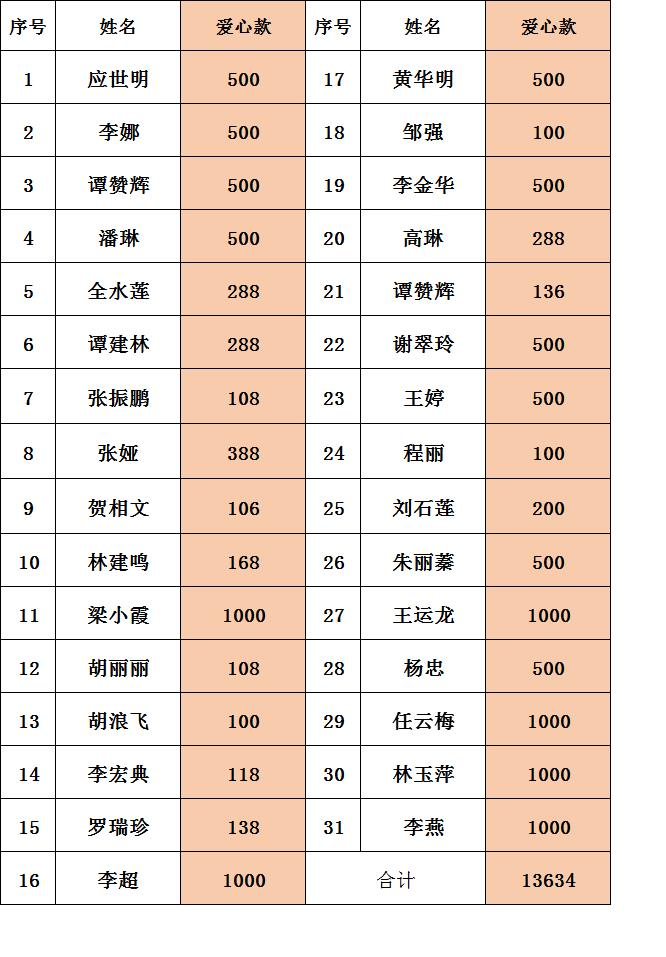 序号 姓名 爱心款 序号 姓名 爱心款
1 应世明 500 17 黄华明 500
2 李娜 500 18 邹强 100
3 谭赞辉 500 19 李金华 500
4 潘琳 500 20 高琳 288
5 全水莲 288 21 谭赞辉 136
6 谭建林 288 22 谢翠玲 500
7 张振鹏 108 23 王婷 500
8 张娅 388 24 程丽 100
9 贺相文 106 25 刘石莲 200
10 林建鸣 168 26 朱丽蓁 500
11 梁小霞 1000 27 王运龙 1000
12 胡丽丽 108 28 杨忠 500
13 胡浪飞 100 29 任云梅 1000
14 李宏典 118 30 林玉萍 1000
15 罗瑞珍 138 31 李燕 1000
16 李超 1000 合计 13634